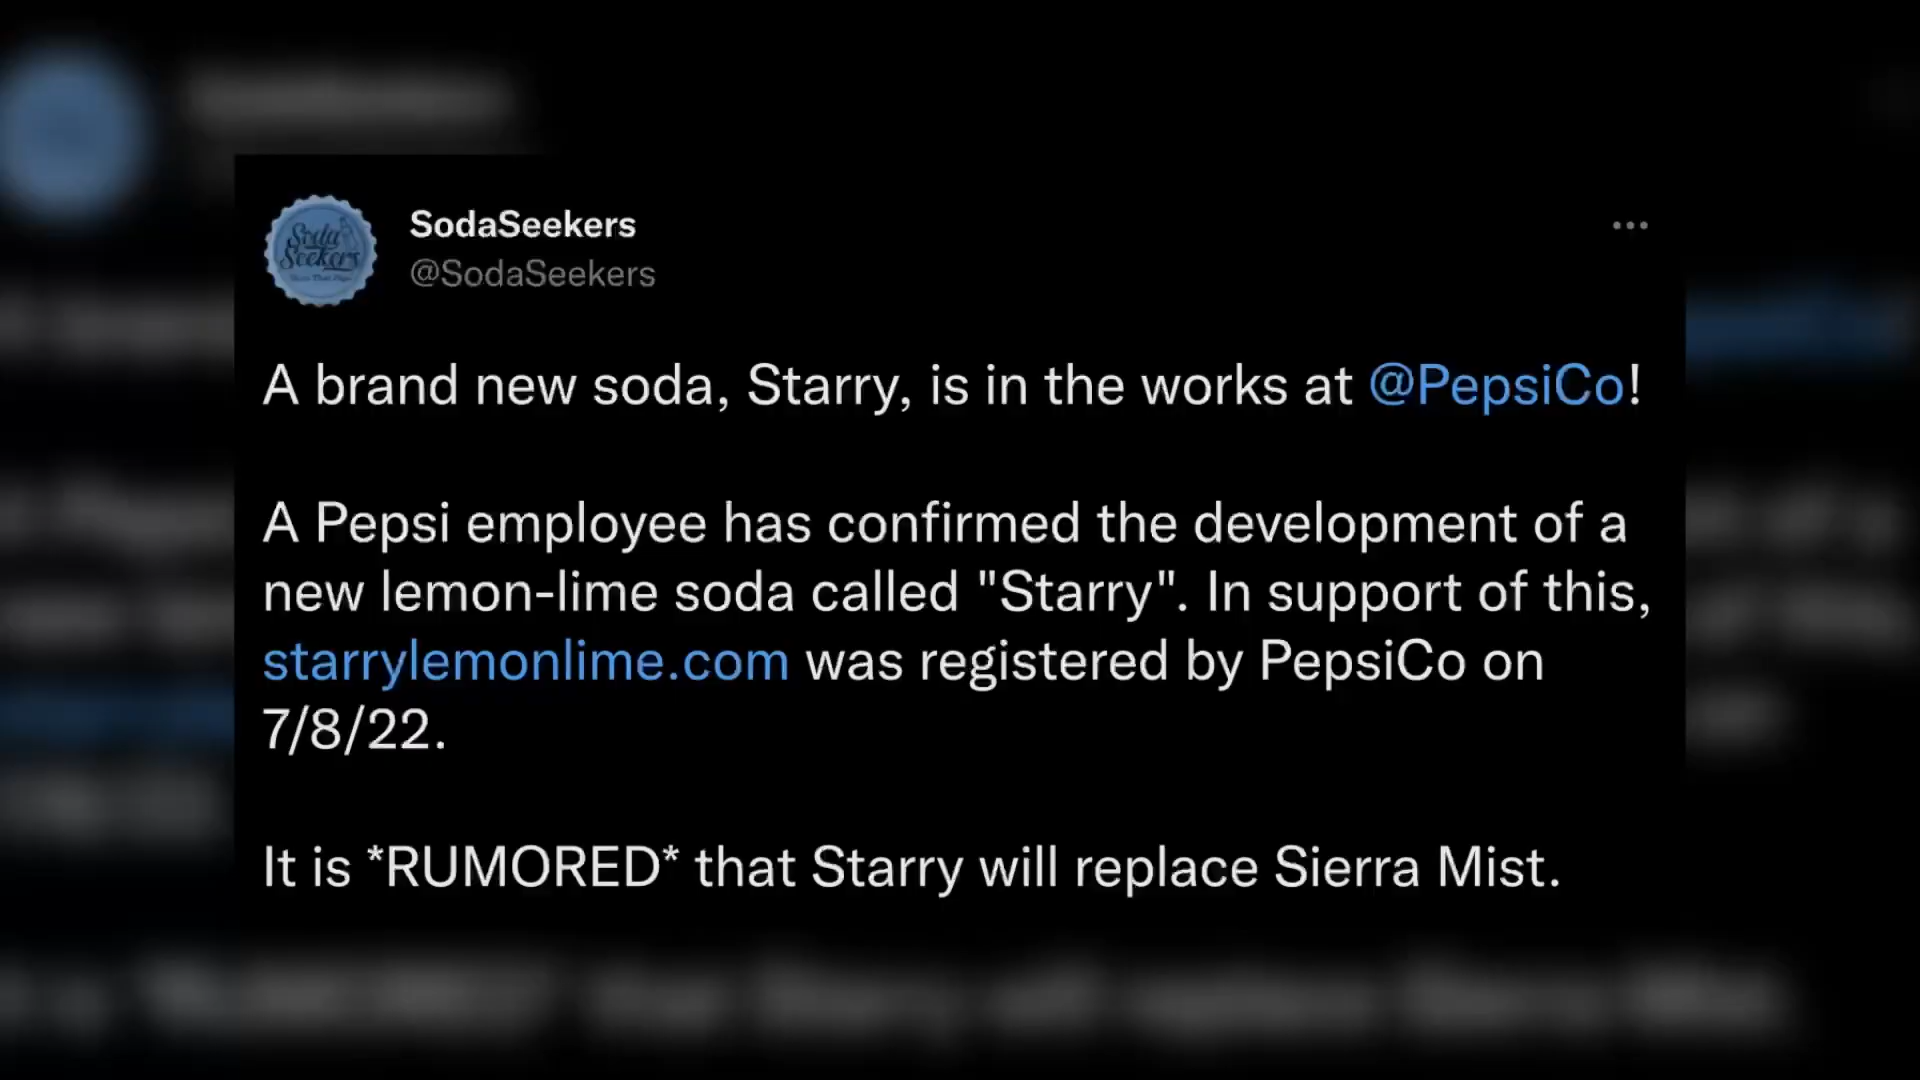 Soda
Seekers
SodaSeekers
@SodaSeekers
A brand new soda, Starry, is in the works at @PepsiCo!
A Pepsi employee has confirmed the development of a
new lemon-lime soda called "Starry". In support of this,
starrylemonlime.com was registered by PepsiCo on
7/8/22.
It is *RUMORED* that Starry will replace Sierra Mist.